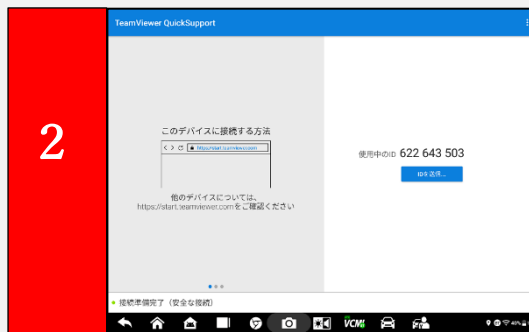 2
TeamViewer QuickSupport
このデバイスに接続する方法
https://start.teamviewer.com
他のデバイスについては、
https://start.teamviewer.comをご確認ください
使用中のID 622 643 503
IDを送信...
接続準備完了（安全な接続）
VCMI